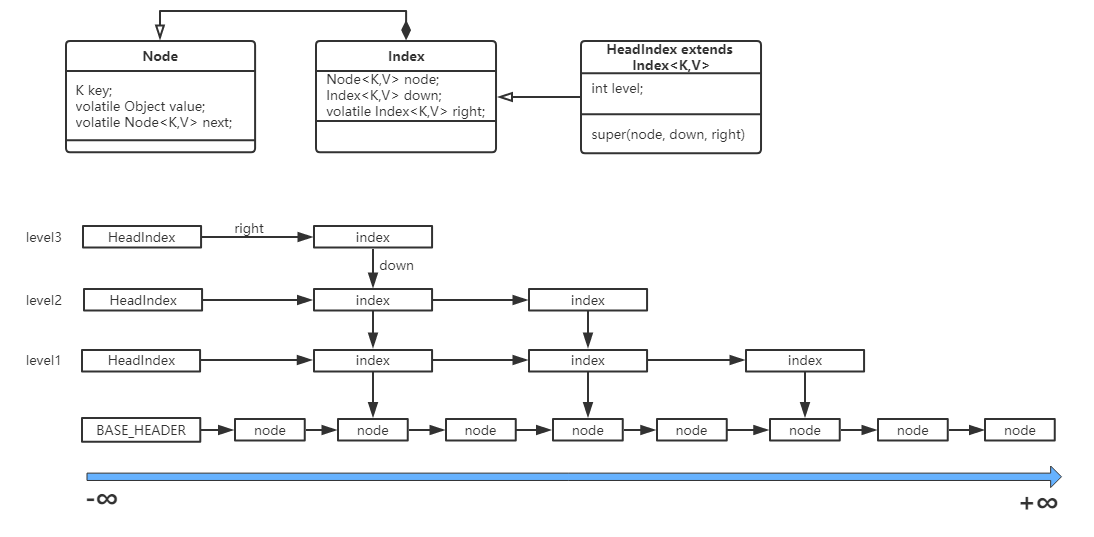 Node
K key;
volatile Object value;
volatile Node<K,V> next;
Index
Node<K,V> node;
Index<K,V> down;
volatile Index<K,V> right;
HeadIndex extends
Index<K,V>
int level;
super(node, down, right)
level3 HeadIndex right index
down
level2 HeadIndex index index
level1 HeadIndex index index index
BASE_HEADER node node node node node node node node
-∞ +∞